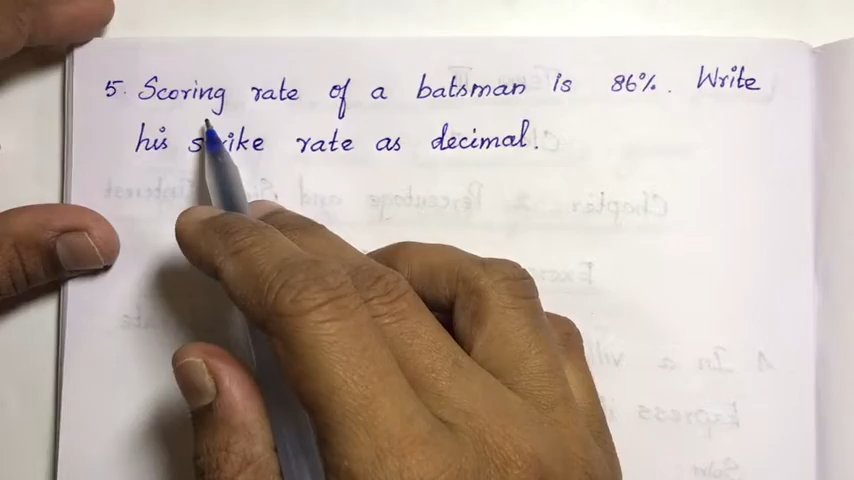 5. Scoring rate of a batsman is 86%. Write
his strike rate as decimal.